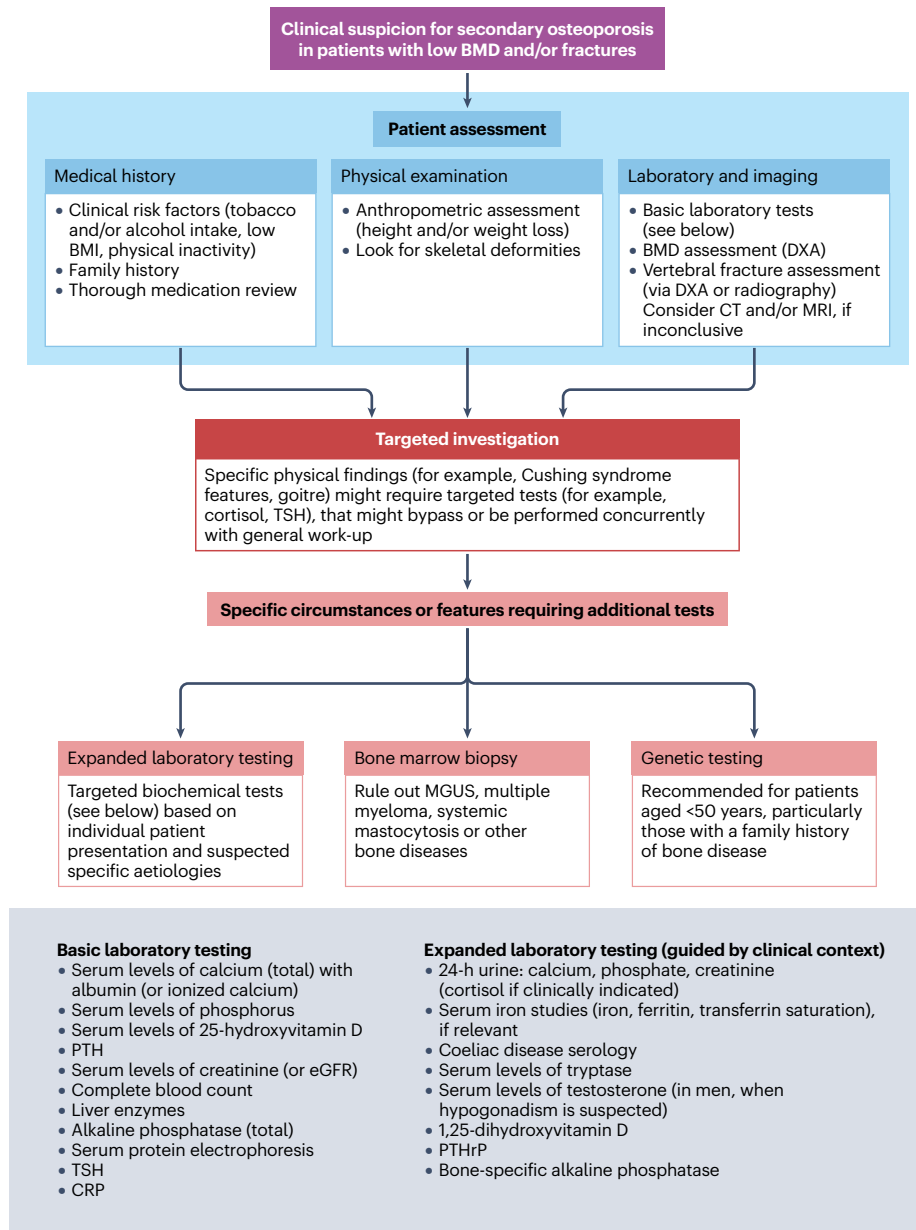 Clinical suspicion for secondary osteoporosis
in patients with low BMD and/or fractures
Patient assessment
Medical history
• Clinical risk factors (tobacco
and/or alcohol intake, low
BMI, physical inactivity)
• Family history
• Thorough medication review
Physical examination
• Anthropometric assessment
(height and/or weight loss)
• Look for skeletal deformities
Laboratory and imaging
• Basic laboratory tests
(see below)
• BMD assessment (DXA)
• Vertebral fracture assessment
(via DXA or radiography)
Consider CT and/or MRI, if
inconclusive
Targeted investigation
Specific physical findings (for example, Cushing syndrome
features, goitre) might require targeted tests (for example,
cortisol, TSH), that might bypass or be performed concurrently
with general work-up
Specific circumstances or features requiring additional tests
Expanded laboratory testing
Targeted biochemical tests
(see below) based on
individual patient
presentation and suspected
specific aetiologies
Bone marrow biopsy
Rule out MGUS, multiple
myeloma, systemic
mastocytosis or other
bone diseases
Genetic testing
Recommended for patients
aged <50 years, particularly
those with a family history
of bone disease
Basic laboratory testing
• Serum levels of calcium (total) with
albumin (or ionized calcium)
• Serum levels of phosphorus
• Serum levels of 25-hydroxyvitamin D
• PTH
• Serum levels of creatinine (or eGFR)
• Complete blood count
• Liver enzymes
• Alkaline phosphatase (total)
• Serum protein electrophoresis
• TSH
• CRP
Expanded laboratory testing (guided by clinical context)
• 24-h urine: calcium, phosphate, creatinine
(cortisol if clinically indicated)
• Serum iron studies (iron, ferritin, transferrin saturation),
if relevant
• Coeliac disease serology
• Serum levels of tryptase
• Serum levels of testosterone (in men, when
hypogonadism is suspected)
• 1,25-dihydroxyvitamin D
• PTHrP
• Bone-specific alkaline phosphatase